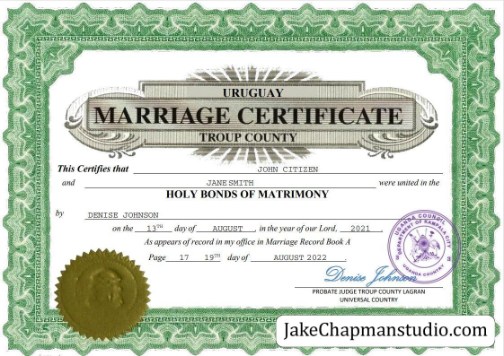 URUGUAY
MARRIAGE CERTIFICATE
TROUP COUNTY
This Certifies that JOHN CITIZEN
and JANESMITH were united in the
HOLY BONDS OF MATRIMONY
by DENISE JOHNSON
on the 13TH day of AUGUST, in the year of our Lord, 2021
As appears of record in my office in Marriage Record Book A
Page 17 19TH day of AUGUST 2022.
Denise Johnson
PROBATE JUDGE TROUP COUNTY LAGRAN
UNIVERSAL COUNTRY
UGANDA COUNCIL
JakeChapmanstudio.com